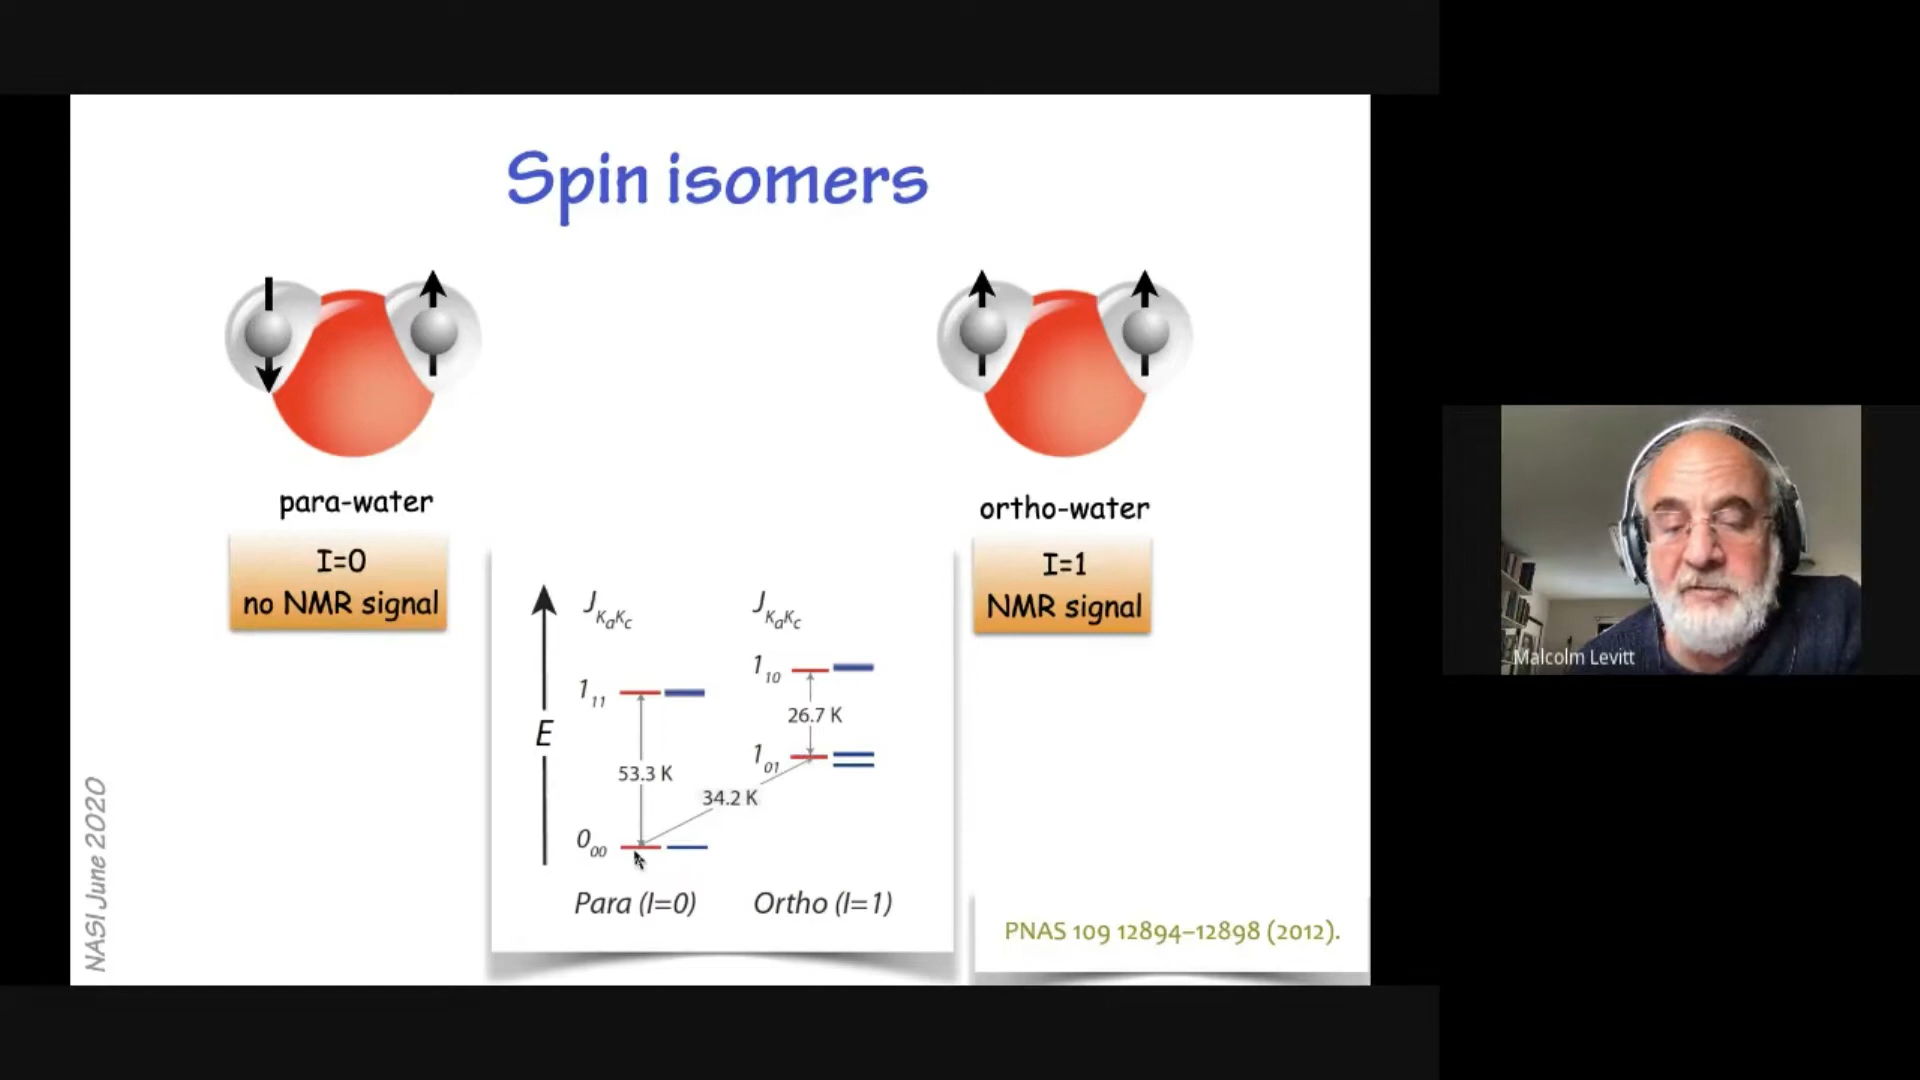 Spin isomers
para-water
I=0
no NMR signal
ortho-water
I=1
NMR signal
E
J KaKc
J KaKc
1 11
53.3 K
0 00
34.2 K
1 10
26.7 K
1 01
Para (I=0)
Ortho (I=1)
PNAS 109 12894–12898 (2012).
NASI June 2020
Malcolm Levitt